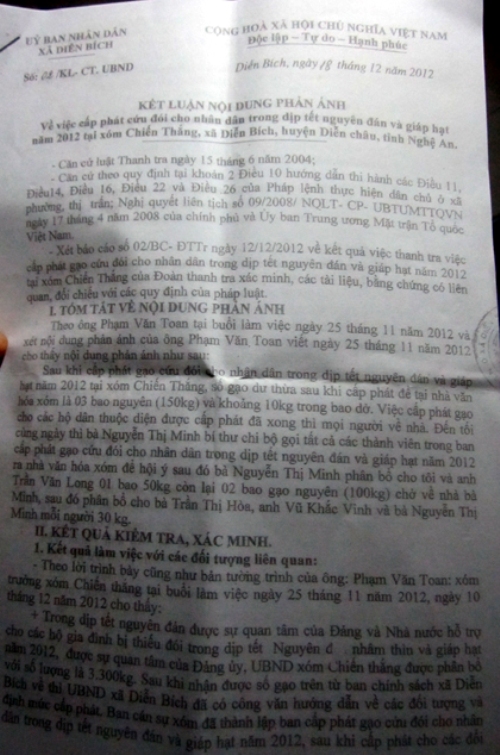 UỶ BAN NHÂN DÂN
XÃ DIỄN BÍCH
Số: /KL- CT. UBND
CỘNG HOÀ XÃ HỘI CHỦ NGHĨA VIỆT NAM
Độc lập – Tự do – Hạnh phúc
Diễn Bích, ngày 18 tháng 12 năm 2012
KẾT LUẬN NỘI DUNG PHẢN ÁNH
Về việc cấp phát cứu đói cho nhân dân trong dịp tết nguyên đán và giáp hạt
năm 2012 tại xóm Chiến Thắng, xã Diễn Bích, huyện Diễn châu, tỉnh Nghệ An.
- Căn cứ luật Thanh tra ngày 15 tháng 6 năm 2004;
- Căn cứ theo quy định tại khoản 2 Điều 10 hướng dẫn thi hành các Điều 11,
Điều14, Điều 16, Điều 22 và Điều 26 của Pháp lệnh thực hiện dân chủ ở xã
phường, thị trấn; Nghị quyết liên tịch số 09/2008/ NQLT- CP- UBTUMTTQVN
ngày 17 tháng 4 năm 2008 của chính phủ và Ủy ban Trung ương Mặt trận Tổ quốc
Việt Nam.
- Xét báo cáo số 02/BC- ĐTTr ngày 12/12/2012 về kết quả việc thanh tra việc
cấp phát gạo cứu đói cho nhân dân trong dịp tết nguyên đán và giáp hạt năm 2012
tại xóm Chiến Thắng của Đoàn thanh tra xác minh, các tài liệu, bằng chứng có liên
quan, đối chiếu với các quy định của pháp luật.
I. TÓM TẮT VỀ NỘI DUNG PHẢN ÁNH
Theo ông Phạm Văn Toan tại buổi làm việc ngày 25 tháng 11 năm 2012 và
xét nội dung phản ánh của ông Phạm Văn Toan viết ngày 25 tháng 11 năm 2012
cho thấy nội dung phản ánh như sau:
Sau khi cấp phát gạo cứu đói cho nhân dân trong dịp tết nguyên đán và giáp
hạt năm 2012 tại xóm Chiến Thắng, số gạo dư thừa sau khi cấp phát để tại nhà văn
hóa xóm là 03 bao nguyên (150kg) và khoảng 10kg trong bao dở. Việc cấp phát gạo
cho các hộ dân thuộc diện được cấp phát đã xong thì mọi người về nhà. Đến tối
cùng ngày thì bà Nguyễn Thị Minh bí thư chi bộ gọi tất cả các thành viên trong ban
cấp phát gạo cứu đói cho nhân dân trong dịp tết nguyên đán và giáp hạt năm 2012
ra nhà văn hóa xóm để hội ý sau đó bà Nguyễn Thị Minh phân bổ cho tôi và anh
Trần Văn Long 01 bao 50kg còn lại 02 bao gạo nguyên (100kg) chở về nhà bà
Minh, sau đó phân bổ cho bà Trần Thị Hòa, anh Vũ Khắc Vinh và bà Nguyễn Thị
Minh mỗi người 30 kg.
II. KẾT QUẢ KIỂM TRA, XÁC MINH.
1. Kết quả làm việc với các đối tượng liên quan:
- Theo lời trình bày cũng như bản tường trình của ông: Phạm Văn Toan: xóm
trưởng xóm Chiến thắng tại buổi làm việc ngày 25 tháng 11 năm 2012, ngày 10
tháng 12 năm 2012 cho thấy:
+ Trong dịp tết nguyên đán được sự quan tâm của Đảng và Nhà nước hỗ trợ
cho các hộ gia đình bị thiếu đói trong dịp tết Nguyên đ nhâm thìn và giáp hạt
năm 2012, được sự quan tâm của Đảng ủy, UBND xóm Chiến Thắng được phân bổ
với số lượng là 3.300kg. Sau khi nhận được số gạo trên từ ban chính sách xã Diễn
Bích về thì UBND xã Diễn Bích đã có công văn hướng dẫn về các đối tượng và
định mức cấp phát. Ban cán sự xóm đã thành lập ban cấp phát gạo cứu đói cho nhân
dân trong dịp tết nguyên đán và giáp hạt năm 2012, sau khi cấp phát cho các đối